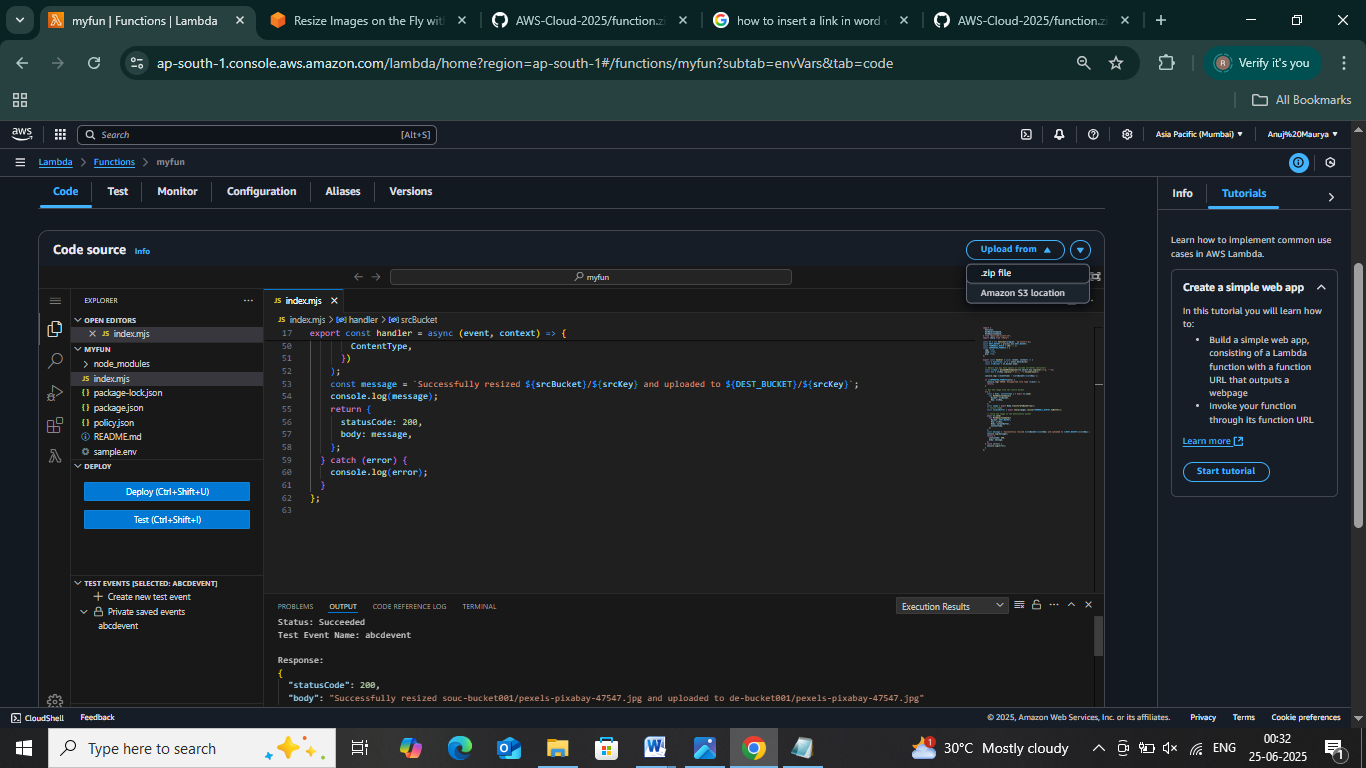 myfun | Functions | Lambda
Resize Images on the Fly wit
AWS-Cloud-2025/function.zi
how to insert a link in word
AWS-Cloud-2025/function.zi
ap-south-1.console.aws.amazon.com/lambda/home?region=ap-south-1#/functions/myfun?subtab=envVars&tab=code
R Verify it's you
All Bookmarks
aws Search [Alt+S] Asia Pacific (Mumbai) Anuj%20Maurya
Lambda Functions myfun
Code Test Monitor Configuration Aliases Versions
Info Tutorials
Code source Info
Upload from
.zip file
Amazon S3 location
myfun
EXPLORER
OPEN EDITORS
JS index.mjs
MYFUN
node_modules
JS index.mjs
{} package-lock.json
{} package.json
{} policy.json
README.md
sample.env
DEPLOY
Deploy (Ctrl+Shift+U)
Test (Ctrl+Shift+I)
TEST EVENTS [SELECTED: ABCDEVENT]
Create new test event
Private saved events
abcdevent
JS index.mjs
JS index.mjs > handler > srcBucket
17 export const handler = async (event, context) => {
50 ContentType,
51 })
52 );
53 const message = `Successfully resized ${srcBucket}/${srcKey} and uploaded to ${DEST_BUCKET}/${srcKey}`;
54 console.log(message);
55 return {
56 statusCode: 200,
57 body: message,
58 };
59 } catch (error) {
60 console.log(error);
61 }
62 };
63
PROBLEMS OUTPUT CODE REFERENCE LOG TERMINAL
Execution Results
Status: Succeeded
Test Event Name: abcdevent
Response:
{
"statusCode": 200,
"body": "Successfully resized souc-bucket001/pexels-pixabay-47547.jpg and uploaded to de-bucket001/pexels-pixabay-47547.jpg"
Learn how to implement common use
cases in AWS Lambda.
Create a simple web app
In this tutorial you will learn how
to:
• Build a simple web app,
consisting of a Lambda
function with a function
URL that outputs a
webpage
• Invoke your function
through its function URL
Learn more
Start tutorial
CloudShell Feedback
© 2025, Amazon Web Services, Inc. or its affiliates. Privacy Terms Cookie preferences
Type here to search
30°C Mostly cloudy
ENG
00:32
25-06-2025
1